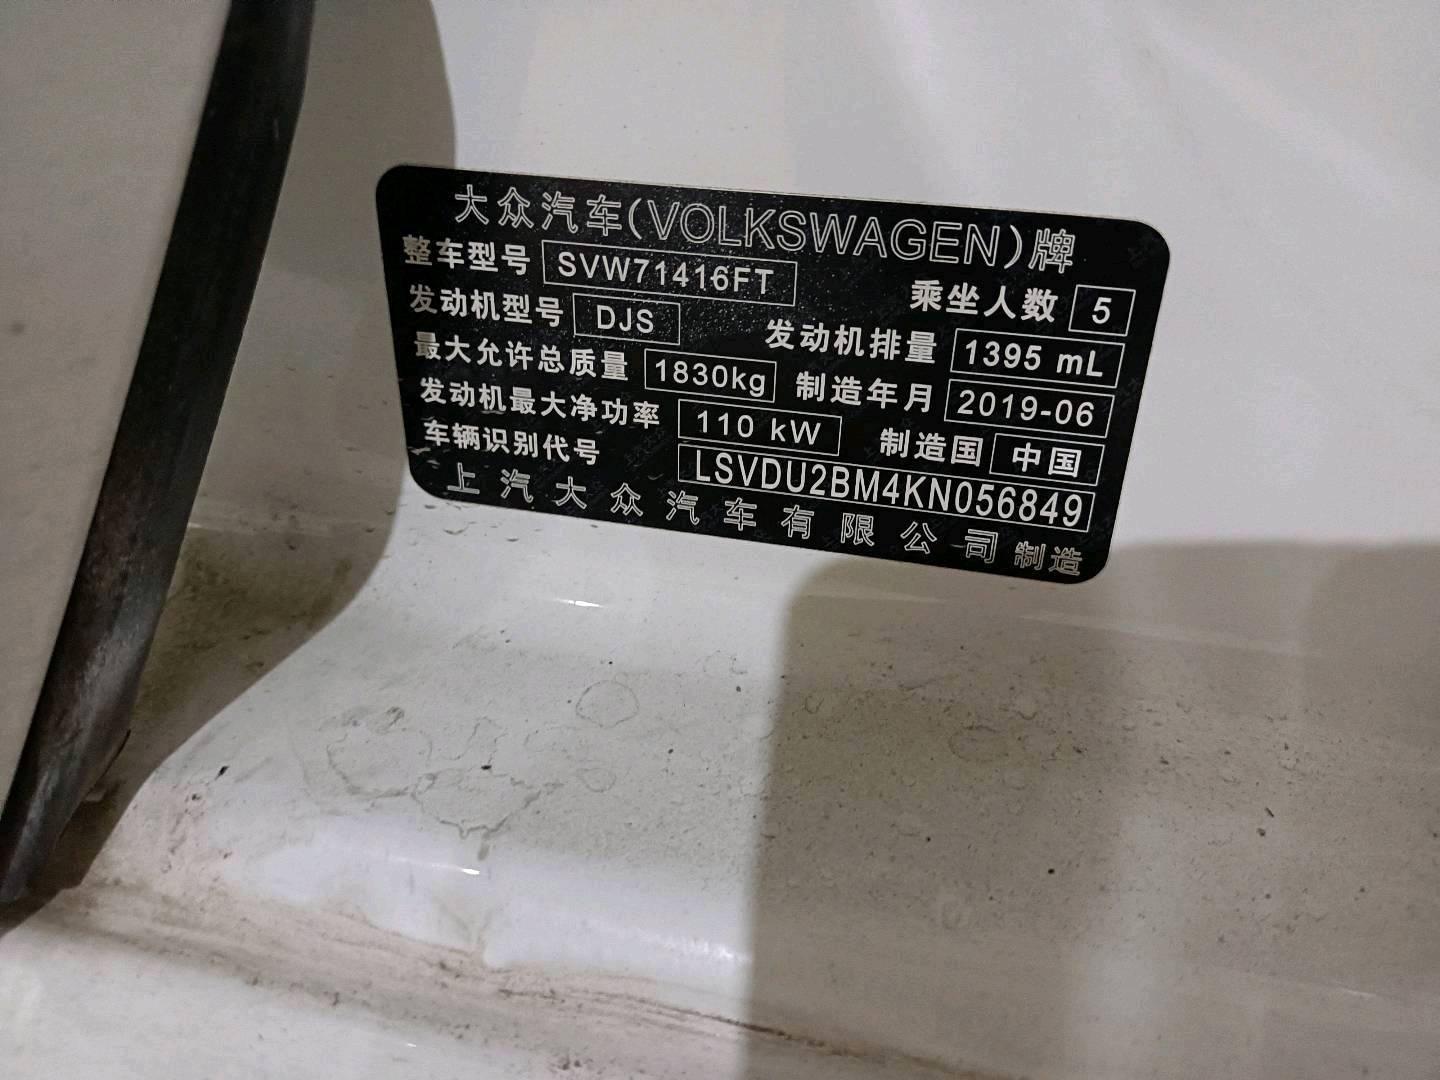 大众汽车(VOLKSWAGEN)牌
整车型号 SVW71416FT 乘坐人数 5
发动机型号 DJS 发动机排量 1395 mL
最大允许总质量 1830kg 制造年月 2019-06
发动机最大净功率 110 kW 制造国 中国
车辆识别代号 LSVDU2BM4KN056849
上汽大众汽车有限公司 制造